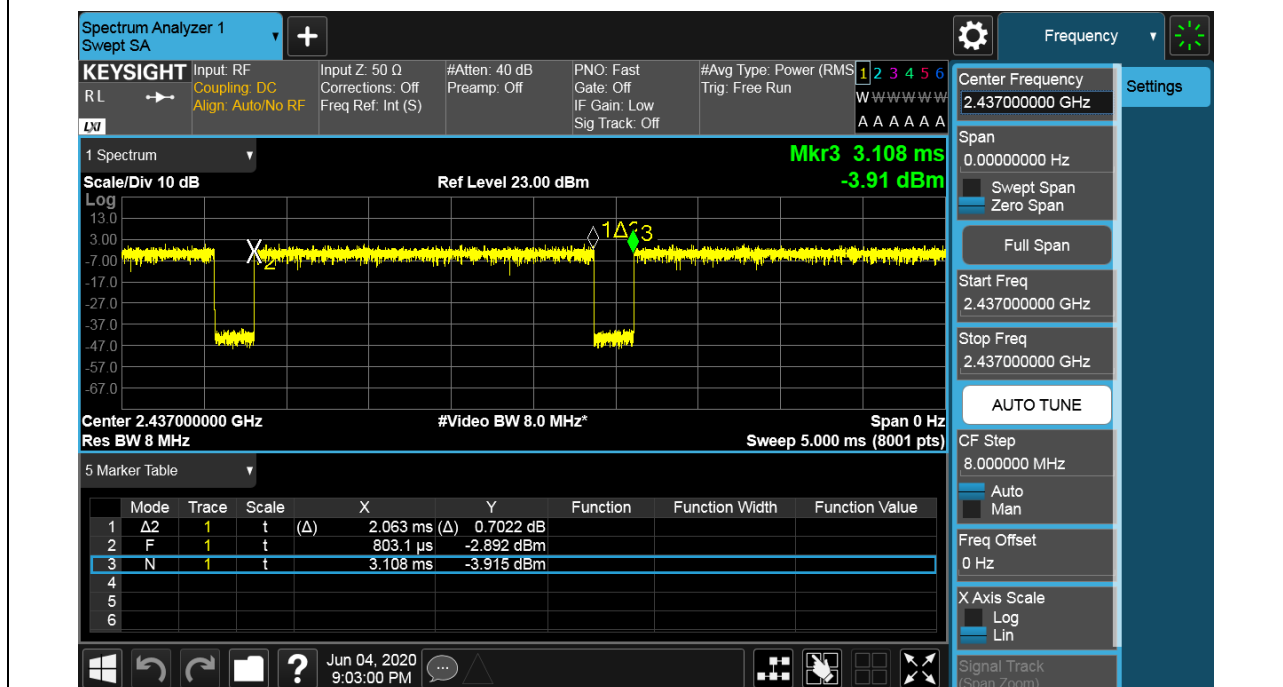 Spectrum Analyzer 1
Swept SA
Frequency
KEYSIGHT
RL
LXI
Input: RF
Coupling: DC
Align: Auto/No RF
Input Z: 50 Ω
Corrections: Off
Freq Ref: Int (S)
#Atten: 40 dB
Preamp: Off
PNO: Fast
Gate: Off
IF Gain: Low
Sig Track: Off
#Avg Type: Power (RMS
Trig: Free Run
1 2 3 4 5 6
W W W W W W
A A A A A A
1 Spectrum
Mkr3 3.108 ms
Scale/Div 10 dB
Ref Level 23.00 dBm
-3.91 dBm
Log
13.0
3.00
-7.00
-17.0
-27.0
-37.0
-47.0
-57.0
-67.0
X
2
1Δ2
3
Center 2.437000000 GHz
#Video BW 8.0 MHz*
Span 0 Hz
Res BW 8 MHz
Sweep 5.000 ms (8001 pts)
5 Marker Table
Mode Trace Scale X Y Function Function Width Function Value
1 Δ2 1 t (Δ) 2.063 ms (Δ) 0.7022 dB
2 F 1 t 803.1 µs -2.892 dBm
3 N 1 t 3.108 ms -3.915 dBm
4
5
6
?
Jun 04, 2020
9:03:00 PM
Center Frequency
2.437000000 GHz
Span
0.00000000 Hz
Swept Span
Zero Span
Full Span
Start Freq
2.437000000 GHz
Stop Freq
2.437000000 GHz
AUTO TUNE
CF Step
8.000000 MHz
Auto
Man
Freq Offset
0 Hz
X Axis Scale
Log
Lin
Signal Track
(Span Zoom)
Settings